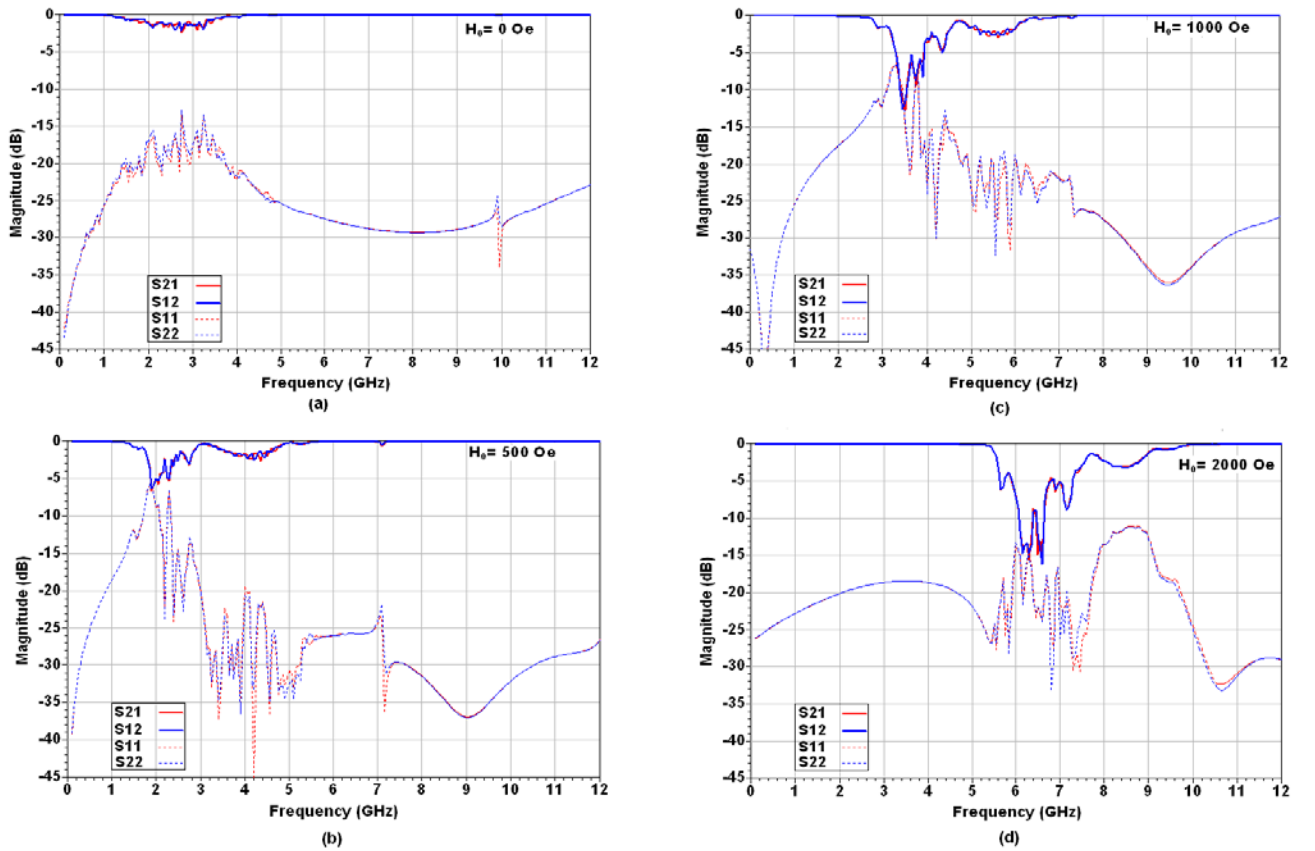 H₀= 0 Oe
0
-5
-10
-15
-20
-25
-30
-35
-40
-45
Magnitude (dB)
S21
S12
S11
S22
0 1 2 3 4 5 6 7 8 9 10 11 12
Frequency (GHz)
(a)
H₀= 1000 Oe
0
-5
-10
-15
-20
-25
-30
-35
-40
-45
Magnitude (dB)
S21
S12
S11
S22
0 1 2 3 4 5 6 7 8 9 10 11 12
Frequency (GHz)
(c)
H₀= 500 Oe
0
-5
-10
-15
-20
-25
-30
-35
-40
-45
Magnitude (dB)
S21
S12
S11
S22
0 1 2 3 4 5 6 7 8 9 10 11 12
Frequency (GHz)
(b)
H₀= 2000 Oe
0
-5
-10
-15
-20
-25
-30
-35
-40
-45
Magnitude (dB)
S21
S12
S11
S22
0 1 2 3 4 5 6 7 8 9 10 11 12
Frequency (GHz)
(d)